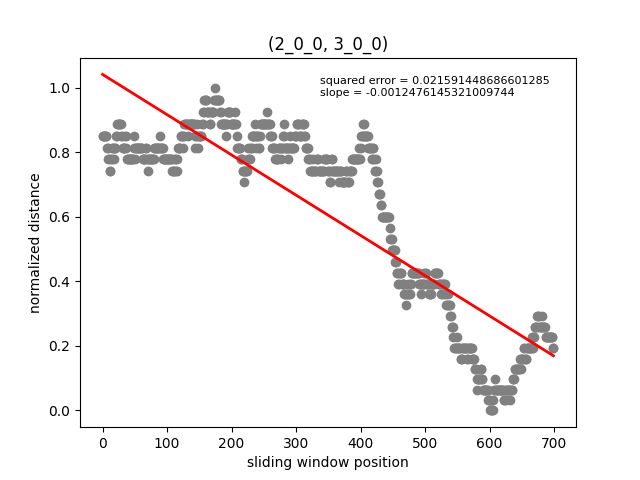 (2_0_0, 3_0_0)
squared error = 0.021591448686601285
slope = -0.0012476145321009744
1.0
0.8
0.6
0.4
0.2
0.0
normalized distance
0 100 200 300 400 500 600 700
sliding window position